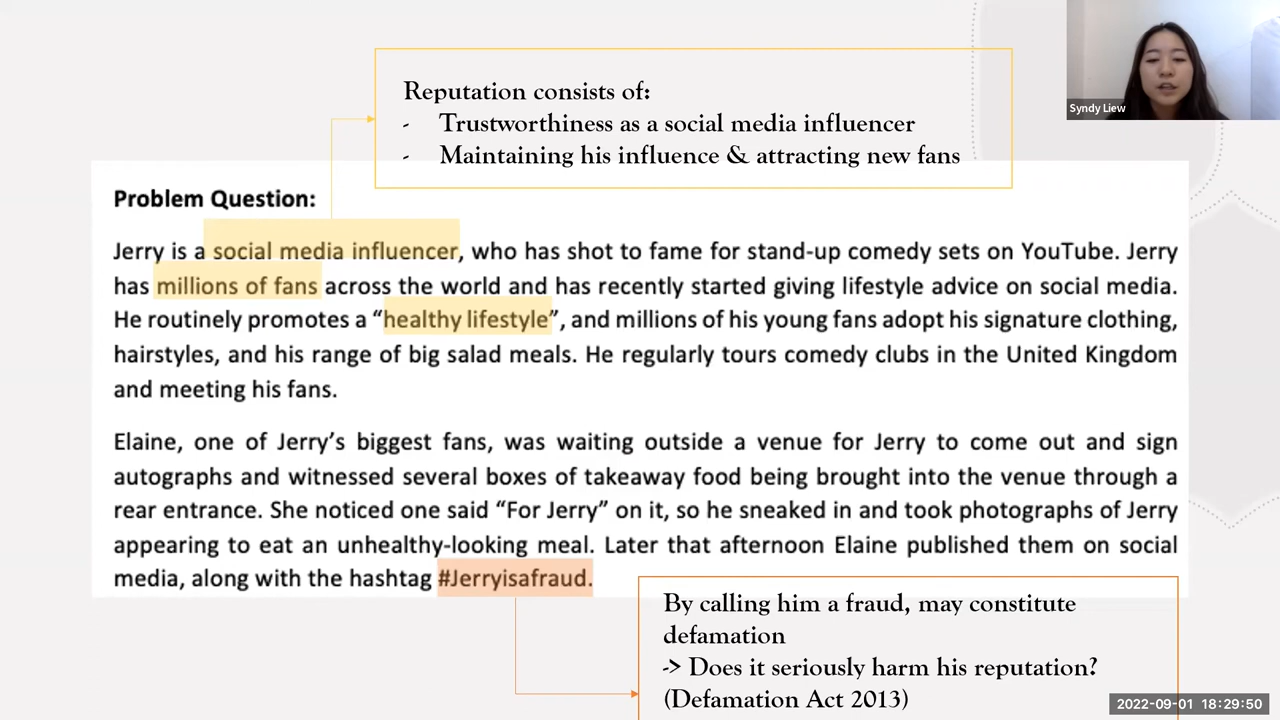 Reputation consists of:
- Trustworthiness as a social media influencer
- Maintaining his influence & attracting new fans
Syndy Liew
Problem Question:
Jerry is a social media influencer, who has shot to fame for stand-up comedy sets on YouTube. Jerry
has millions of fans across the world and has recently started giving lifestyle advice on social media.
He routinely promotes a “healthy lifestyle”, and millions of his young fans adopt his signature clothing,
hairstyles, and his range of big salad meals. He regularly tours comedy clubs in the United Kingdom
and meeting his fans.
Elaine, one of Jerry’s biggest fans, was waiting outside a venue for Jerry to come out and sign
autographs and witnessed several boxes of takeaway food being brought into the venue through a
rear entrance. She noticed one said “For Jerry” on it, so he sneaked in and took photographs of Jerry
appearing to eat an unhealthy-looking meal. Later that afternoon Elaine published them on social
media, along with the hashtag #Jerryisafraud.
By calling him a fraud, may constitute
defamation
-> Does it seriously harm his reputation?
(Defamation Act 2013)
2022-09-01 18:29:50